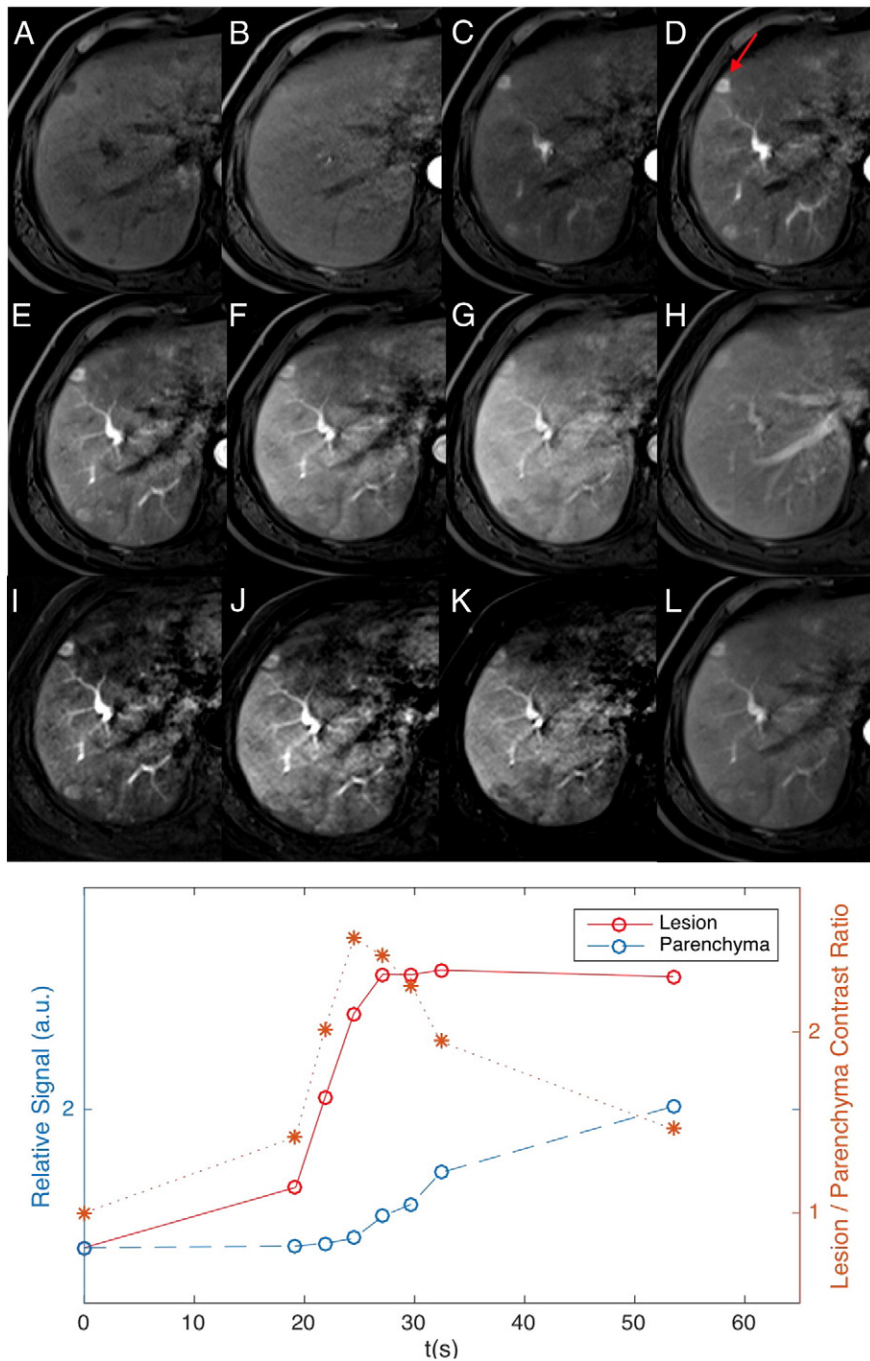 A B C D
E F G H
I J K L
Lesion
Parenchyma
Relative Signal (a.u.)
2
Lesion / Parenchyma Contrast Ratio
2
1
0 10 20 30 40 50 60
t(s)